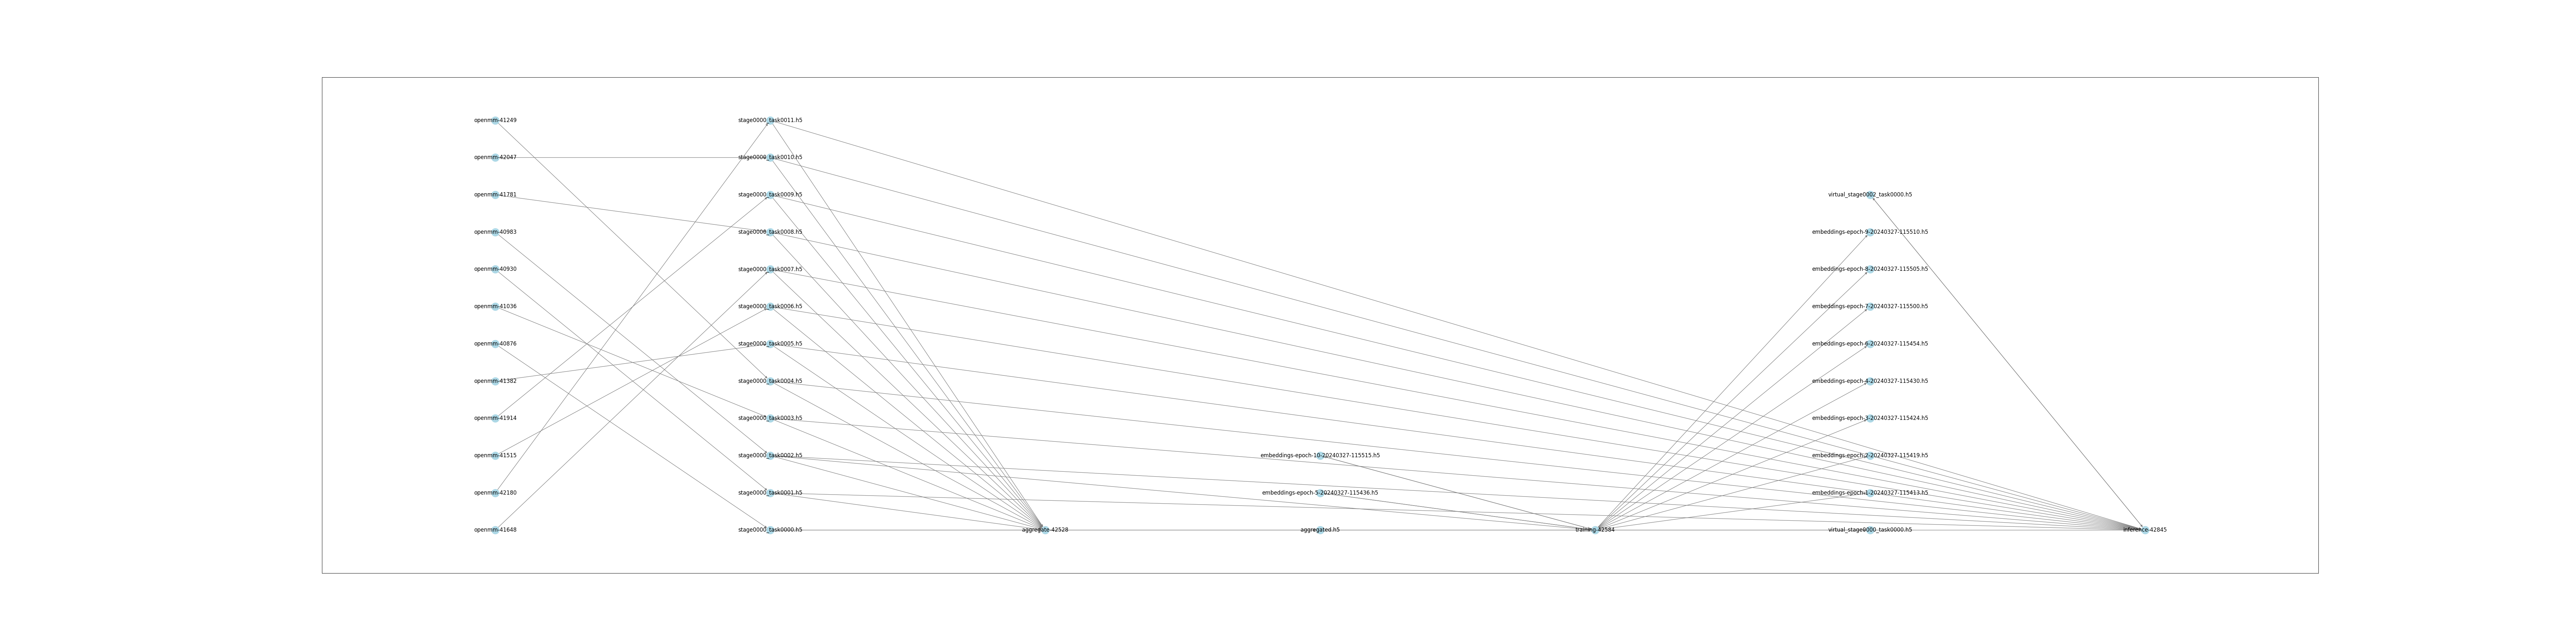 openmm-41249
openmm-42047
openmm-41781
openmm-40983
openmm-40930
openmm-41036
openmm-40876
openmm-41382
openmm-41914
openmm-41515
openmm-42180
openmm-41648
stage0000_task0011.h5
stage0000_task0010.h5
stage0000_task0009.h5
stage0000_task0008.h5
stage0000_task0007.h5
stage0000_task0006.h5
stage0000_task0005.h5
stage0000_task0004.h5
stage0000_task0003.h5
stage0000_task0002.h5
stage0000_task0001.h5
stage0000_task0000.h5
aggregate-42528
embeddings-epoch-10-20240327-115515.h5
embeddings-epoch-5-20240327-115436.h5
aggregated.h5
training-42584
virtual_stage0002_task0000.h5
embeddings-epoch-9-20240327-115510.h5
embeddings-epoch-8-20240327-115505.h5
embeddings-epoch-7-20240327-115500.h5
embeddings-epoch-6-20240327-115454.h5
embeddings-epoch-4-20240327-115430.h5
embeddings-epoch-3-20240327-115424.h5
embeddings-epoch-2-20240327-115419.h5
embeddings-epoch-1-20240327-115413.h5
virtual_stage0000_task0000.h5
inference-42845